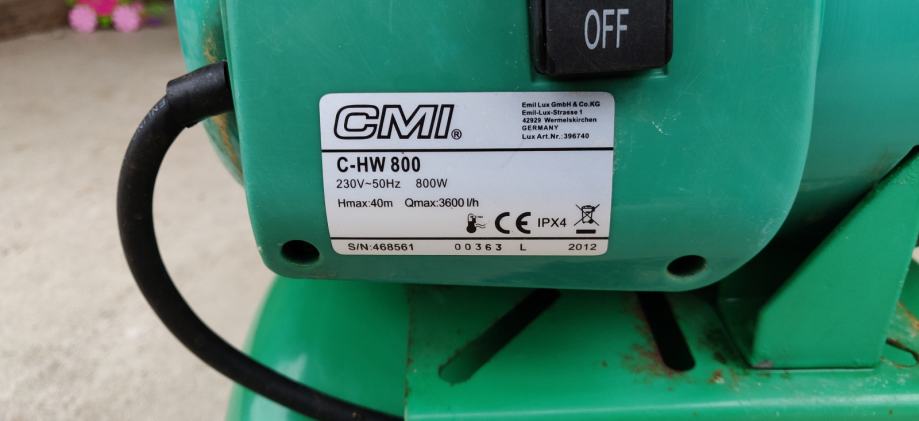 OFF
CMI®
Emil Lux GmbH & Co.KG
Emil-Lux-Strasse 1
42929 Wermelskirchen
GERMANY
Lux Art.Nr.:396740
C-HW 800
230V~50Hz 800W
Hmax:40m Qmax:3600 l/h
CE IPX4
S/N:468561 00363 L 2012